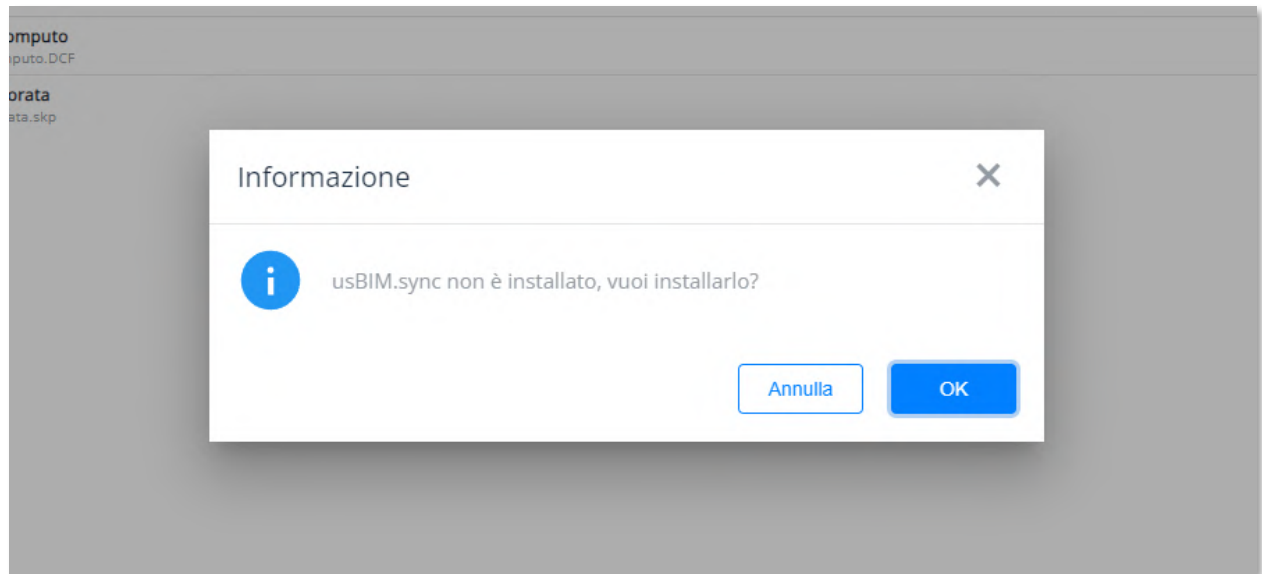 omputo
nputo.DCF
orata
ata.skp
Informazione
usBIM.sync non è installato, vuoi installarlo?
Annulla
OK